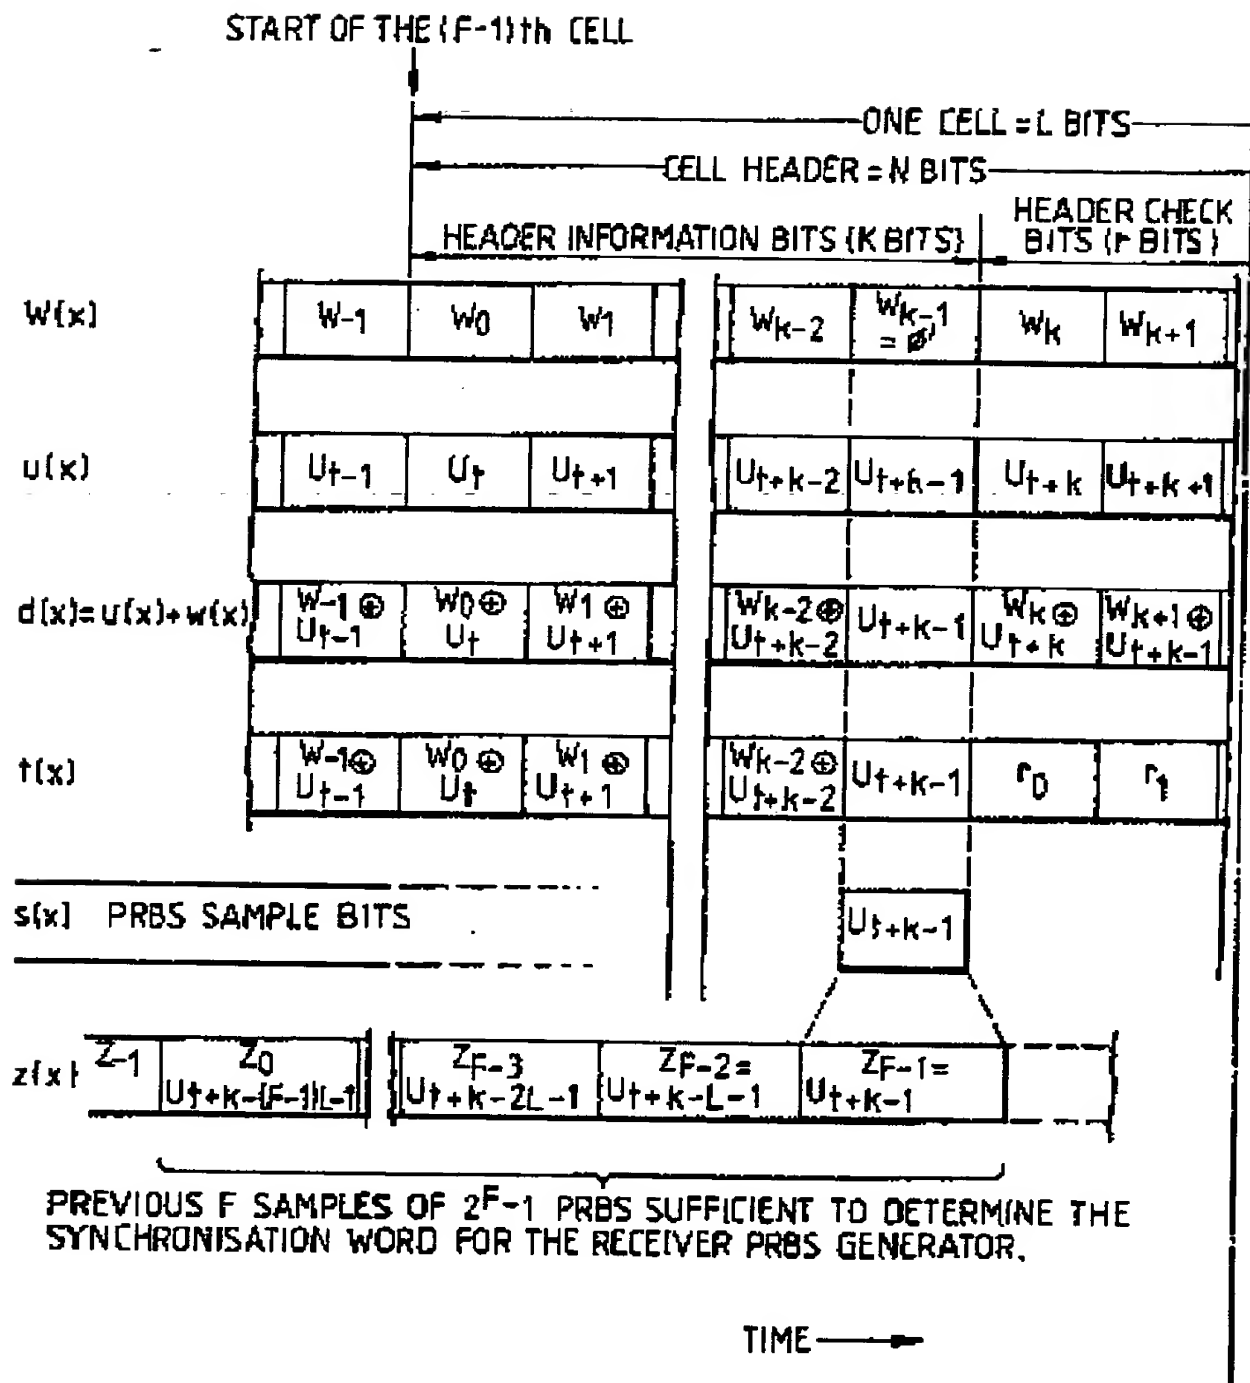 START OF THE (F-1)th CELL
ONE CELL = L BITS
CELL HEADER = N BITS
HEADER INFORMATION BITS (K BITS)
HEADER CHECK
BITS (r BITS)
W(x) W-1 W0 W1 Wk-2 Wk-1 = Ø Wk Wk+1
u(x) Ut-1 Ut Ut+1 Ut+k-2 Ut+k-1 Ut+k Ut+k+1
d(x)=u(x)+w(x) W-1 ⊕ Ut-1 W0 ⊕ Ut W1 ⊕ Ut+1 Wk-2 ⊕ Ut+k-2 Ut+k-1 Wk ⊕ Ut+k Wk+1 ⊕ Ut+k-1
t(x) W-1 ⊕ Ut-1 W0 ⊕ Ut W1 ⊕ Ut+1 Wk-2 ⊕ Ut+k-2 Ut+k-1 r0 r1
s(x) PRBS SAMPLE BITS Ut+k-1
z(x) Z-1 Z0 Ut+k-(F-1)L-1 ZF-3 Ut+k-2L-1 ZF-2= Ut+k-L-1 ZF-1= Ut+k-1
PREVIOUS F SAMPLES OF 2F-1 PRBS SUFFICIENT TO DETERMINE THE
SYNCHRONISATION WORD FOR THE RECEIVER PRBS GENERATOR.
TIME